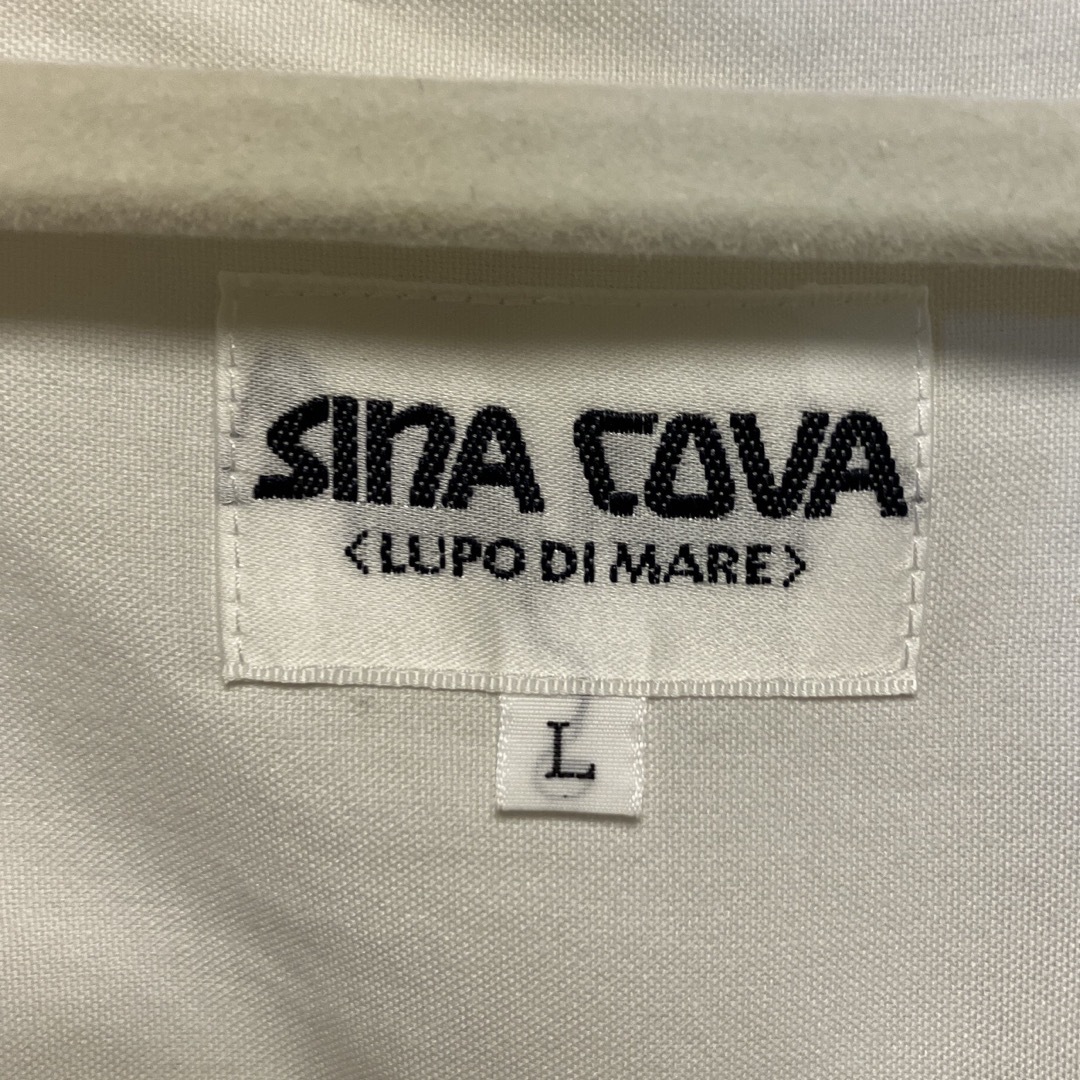 SINA COVA
<LUPO DI MARE>
L